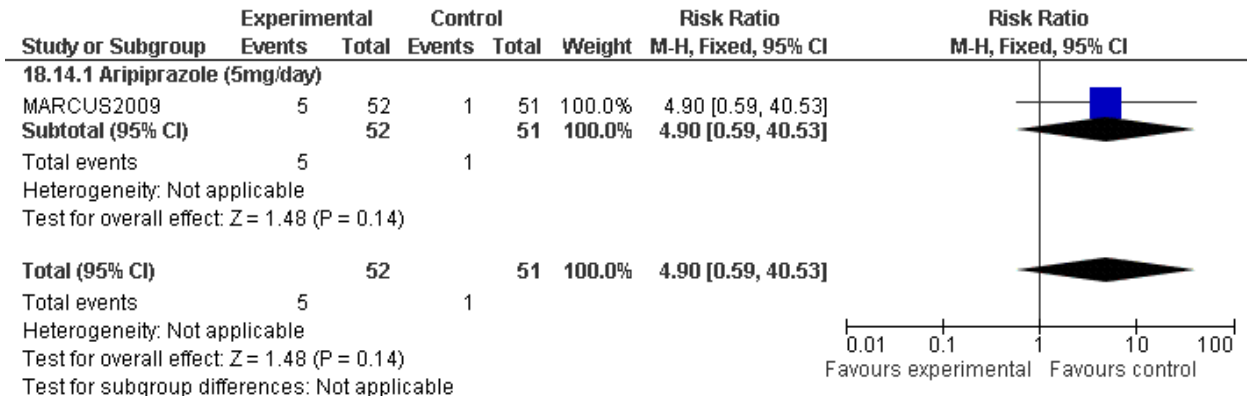 Experimental Control Risk Ratio Risk Ratio
Study or Subgroup Events Total Events Total Weight M-H, Fixed, 95% CI M-H, Fixed, 95% CI
18.14.1 Aripiprazole (5mg/day)
MARCUS2009 5 52 1 51 100.0% 4.90 [0.59, 40.53]
Subtotal (95% CI) 52 51 100.0% 4.90 [0.59, 40.53]
Total events 5 1
Heterogeneity: Not applicable
Test for overall effect: Z = 1.48 (P = 0.14)
Total (95% CI) 52 51 100.0% 4.90 [0.59, 40.53]
Total events 5 1
Heterogeneity: Not applicable
Test for overall effect: Z = 1.48 (P = 0.14)
Test for subgroup differences: Not applicable
0.01 0.1 1 10 100
Favours experimental Favours control